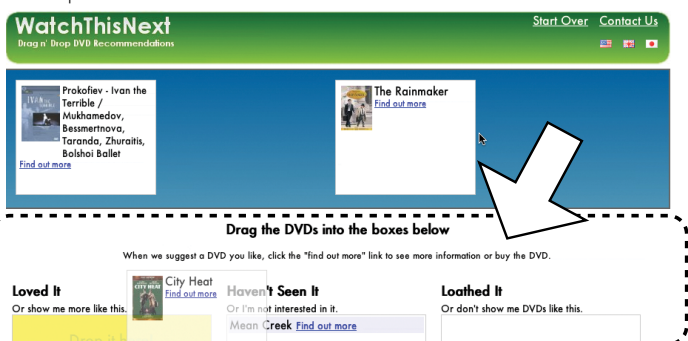 WatchThisNext
Start Over Contact Us
Drag n' Drop DVD Recommendations
Prokofiev - Ivan the
Terrible /
Mukhamedov,
Bessmertnova,
Taranda, Zhuraitis,
Bolshoi Ballet
Find out more
The Rainmaker
Find out more
Drag the DVDs into the boxes below
When we suggest a DVD you like, click the "find out more" link to see more information or buy the DVD.
Loved It
Or show me more like this.
CITY HEAT
City Heat
Find out more
Haven't Seen It
Or I'm not interested in it.
Mean Creek Find out more
Loathed It
Or don't show me DVDs like this.